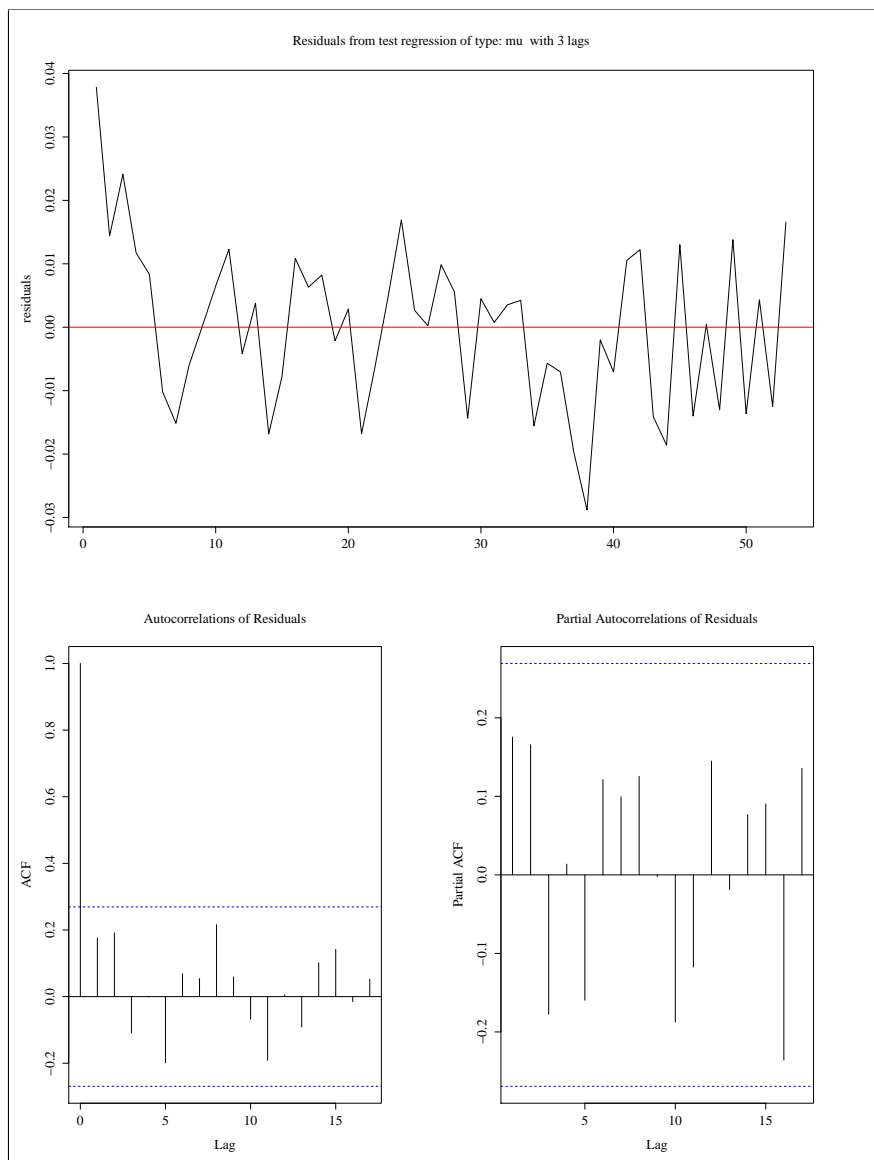 Residuals from test regression of type: mu with 3 lags
residuals
0.04
0.03
0.02
0.01
0.00
−0.01
−0.02
−0.03
0 10 20 30 40 50
Autocorrelations of Residuals
ACF
1.0
0.8
0.6
0.4
0.2
0.0
−0.2
0 5 10 15
Lag
Partial Autocorrelations of Residuals
Partial ACF
0.2
0.1
0.0
−0.1
−0.2
5 10 15
Lag